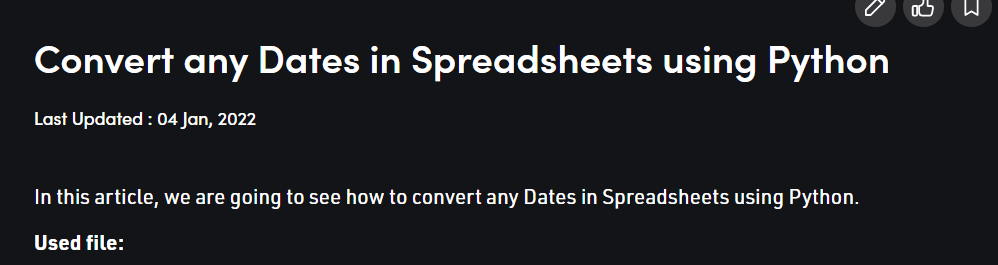 Convert any Dates in Spreadsheets using Python
Last Updated : 04 Jan, 2022
In this article, we are going to see how to convert any Dates in Spreadsheets using Python.
Used file: